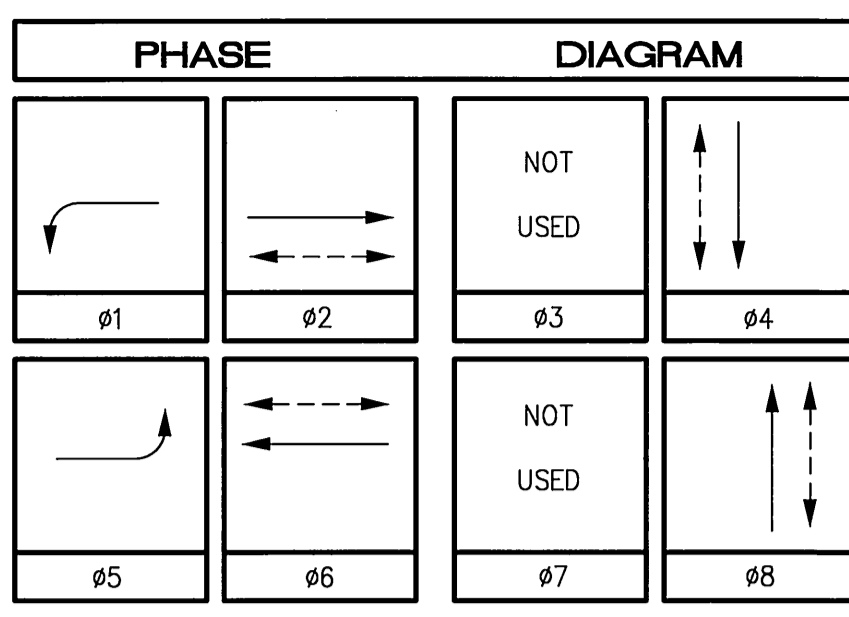 PHASE DIAGRAM
NOT
USED
ø1 ø2 ø3 ø4
NOT
USED
ø5 ø6 ø7 ø8